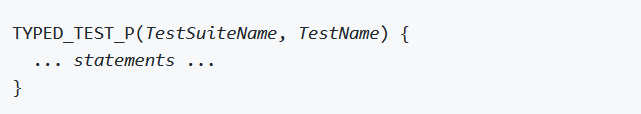 TYPED_TEST_P(TestSuiteName, TestName) {
  ... statements ...
}